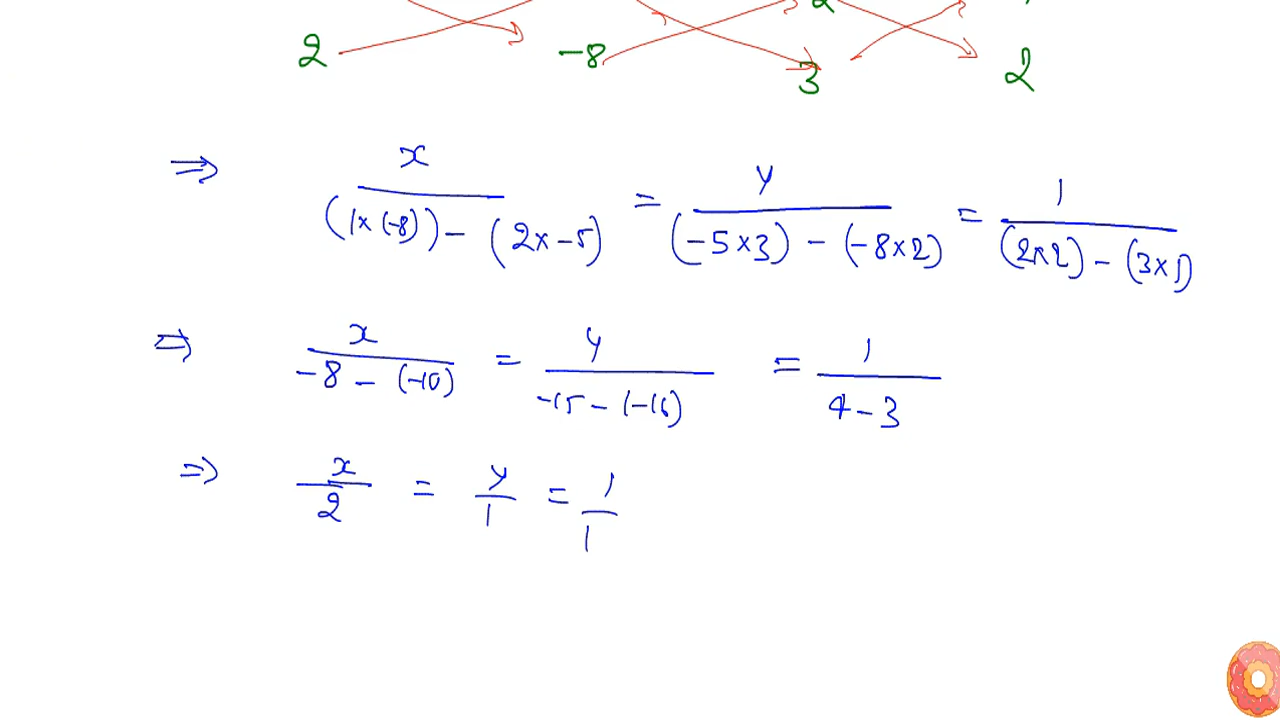 2 -8 3 2
⇒ x/((1×(-8)) - (2×-5)) = y/((-5×3) - (-8×2)) = 1/((2×2) - (3×1))
⇒ x/(-8 - (-10)) = y/(-15 - (-16)) = 1/(4-3)
⇒ x/2 = y/1 = 1/1